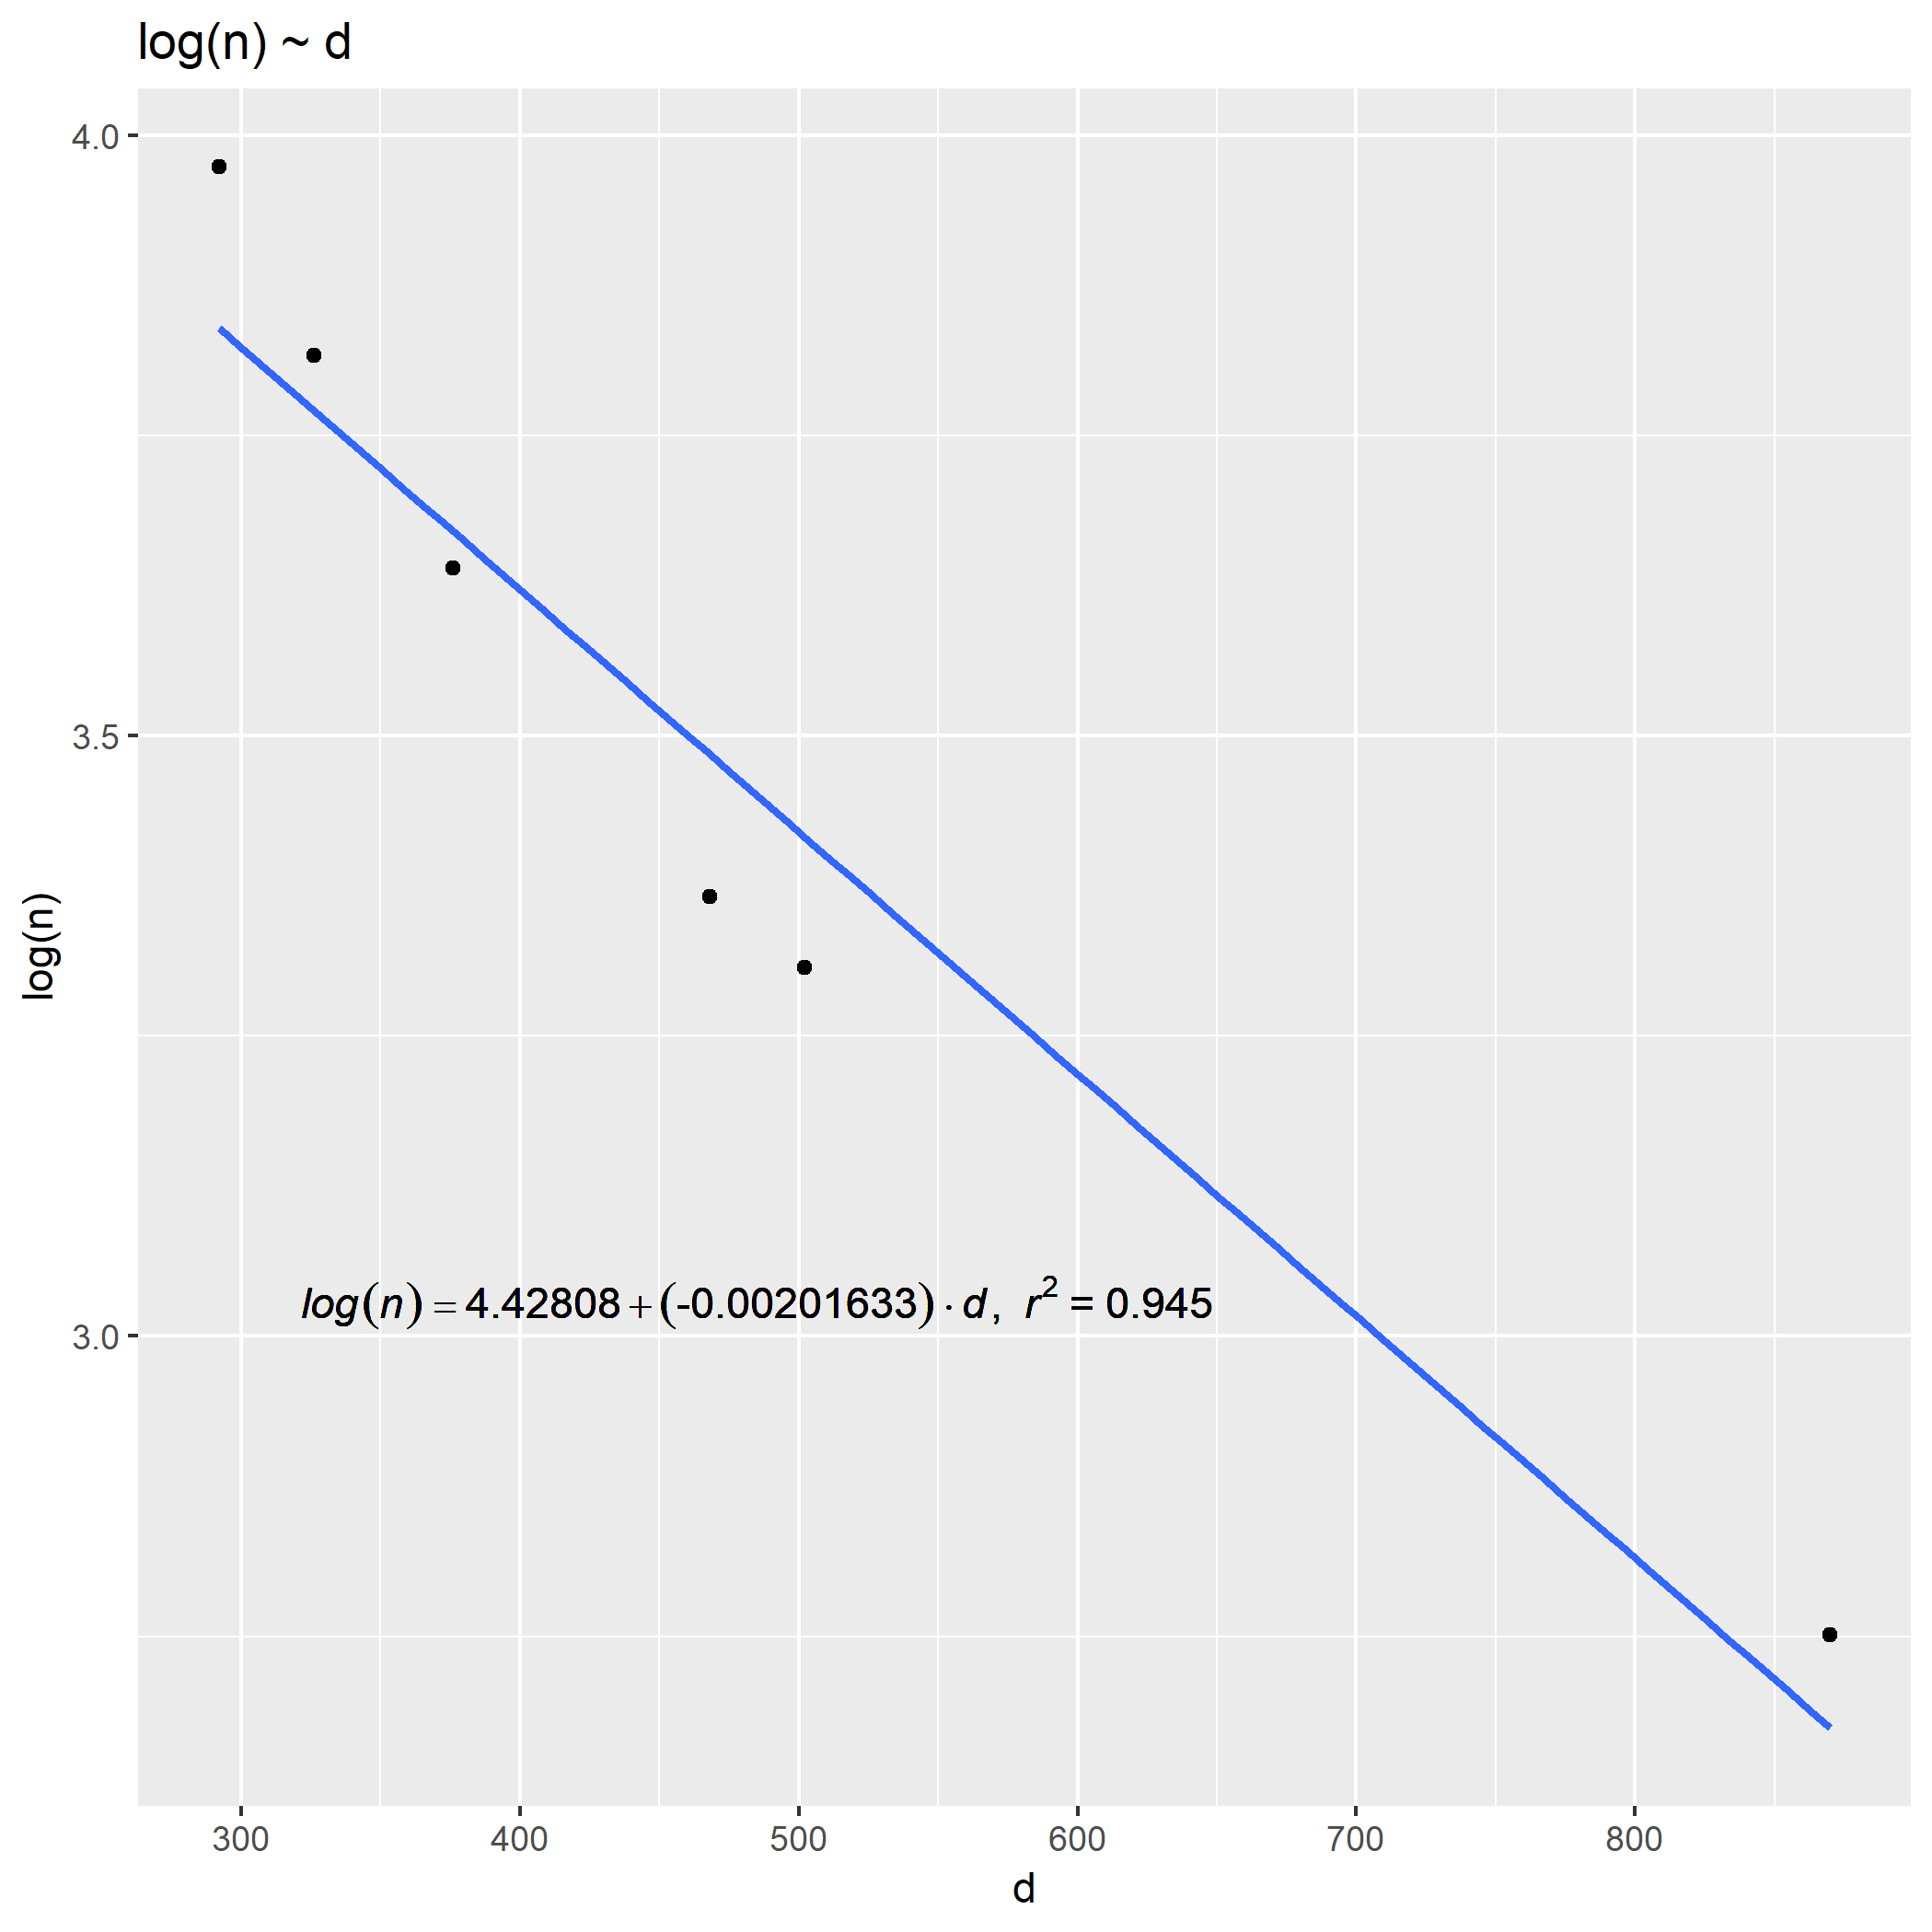 log(n) ~ d
4.0
3.5
3.0
log(n)
log(n) = 4.42808 + (-0.00201633) · d, r² = 0.945
300 400 500 600 700 800
d